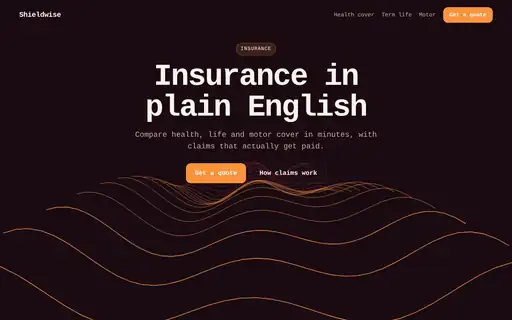 Shieldwise
Health cover Term life Motor Get a quote
INSURANCE
Insurance in
plain English
Compare health, life and motor cover in minutes, with
claims that actually get paid.
Get a quote How claims work